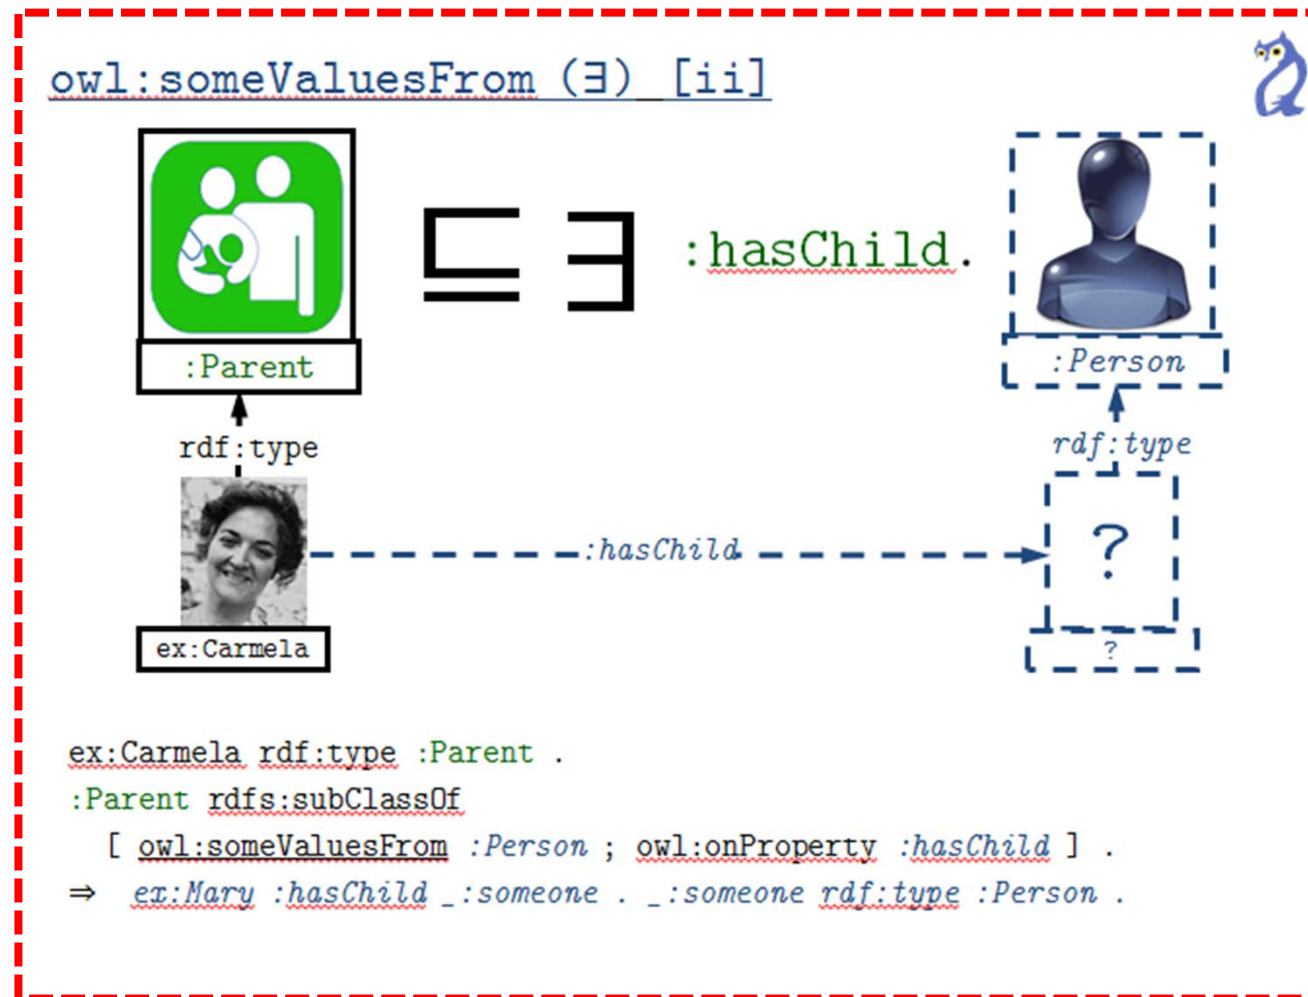 owl:someValuesFrom (∃) [ii]
⊑ ∃ :hasChild.
:Parent
:Person
rdf:type
rdf:type
:hasChild
?
ex:Carmela
?
ex:Carmela rdf:type :Parent .
:Parent rdfs:subClassOf
[ owl:someValuesFrom :Person ; owl:onProperty :hasChild ] .
⇒ ex:Mary :hasChild _:someone . _:someone rdf:type :Person .